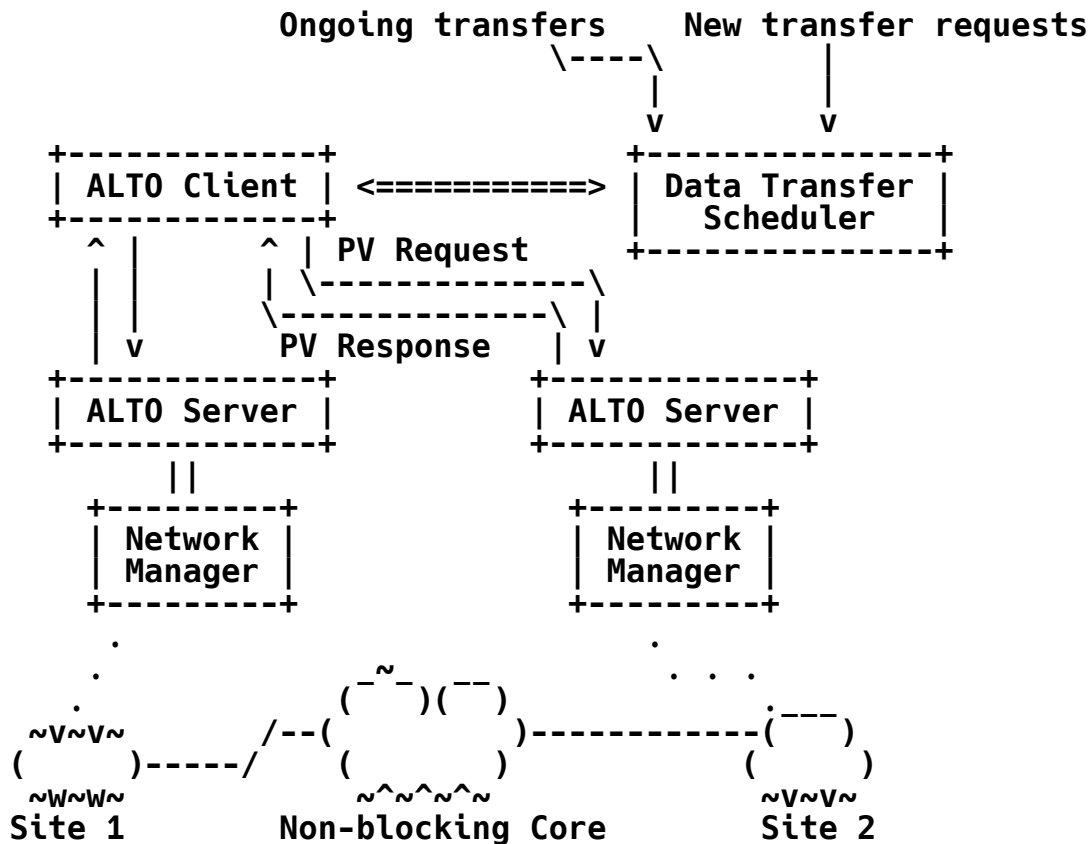 Ongoing transfers New transfer requests
ALTO Client Data Transfer
Scheduler
PV Request
PV Response
ALTO Server ALTO Server
Network Network
Manager Manager
Site 1 Non-blocking Core Site 2